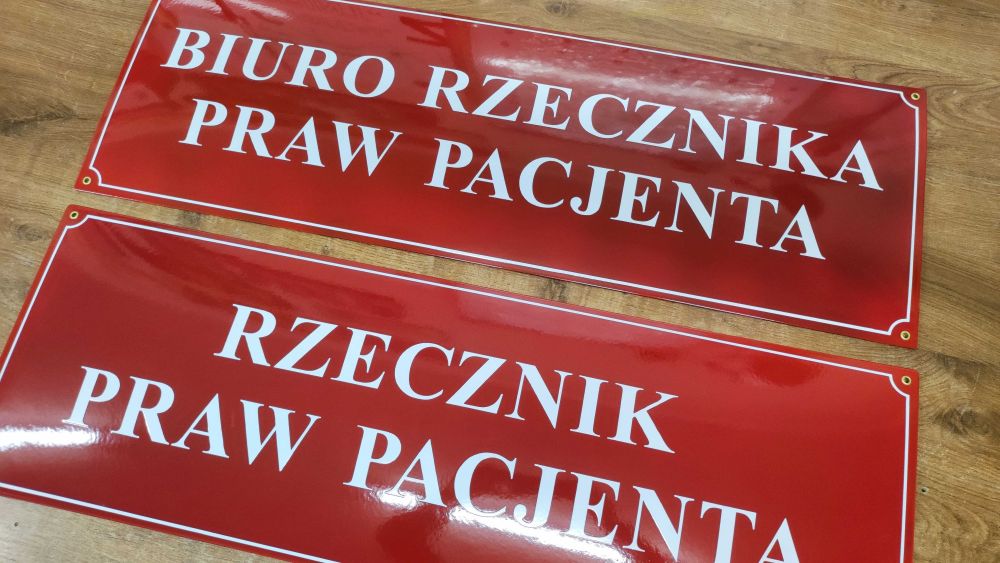 BIURO RZECZNIKA
PRAW PACJENTA
RZECZNIK
PRAW PACJENTA